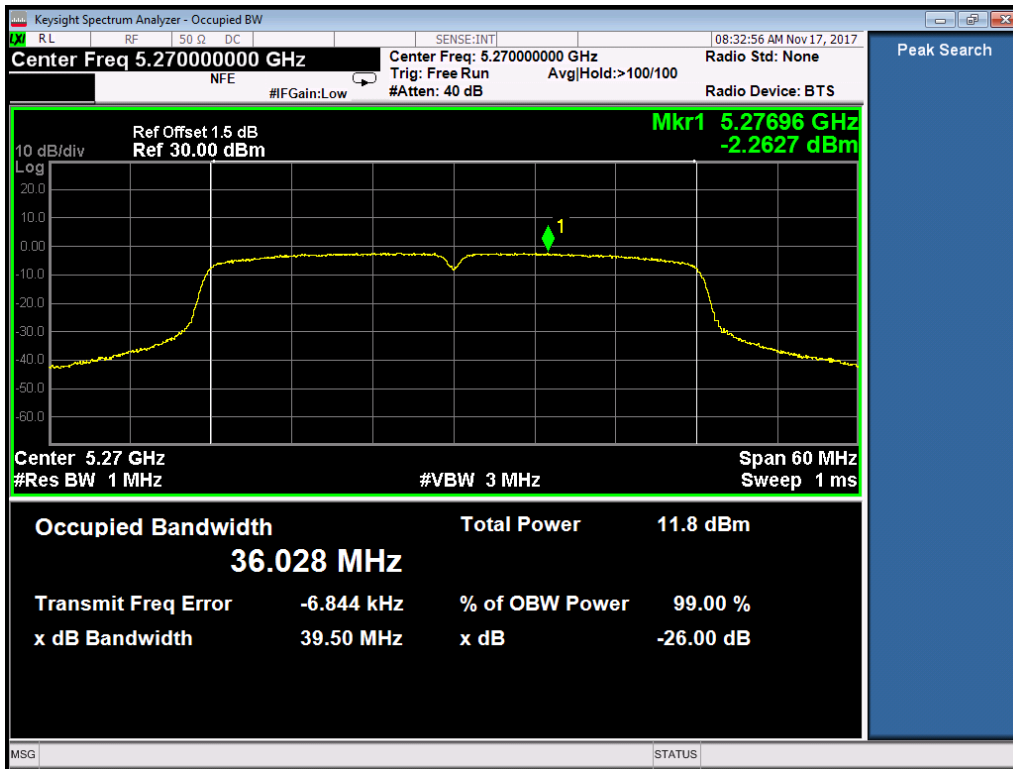 Keysight Spectrum Analyzer - Occupied BW
LXI RL RF 50 Ω DC SENSE:INT 08:32:56 AM Nov 17, 2017
Center Freq 5.270000000 GHz
NFE
#IFGain:Low
Center Freq: 5.270000000 GHz
Trig: Free Run Avg|Hold:>100/100
#Atten: 40 dB
Radio Std: None
Radio Device: BTS
Peak Search
Ref Offset 1.5 dB
10 dB/div Ref 30.00 dBm
Mkr1 5.27696 GHz
-2.2627 dBm
Log
20.0
10.0
0.00
-10.0
-20.0
-30.0
-40.0
-50.0
-60.0
1
Center 5.27 GHz Span 60 MHz
#Res BW 1 MHz #VBW 3 MHz Sweep 1 ms
Occupied Bandwidth Total Power 11.8 dBm
36.028 MHz
Transmit Freq Error -6.844 kHz % of OBW Power 99.00 %
x dB Bandwidth 39.50 MHz x dB -26.00 dB
MSG STATUS